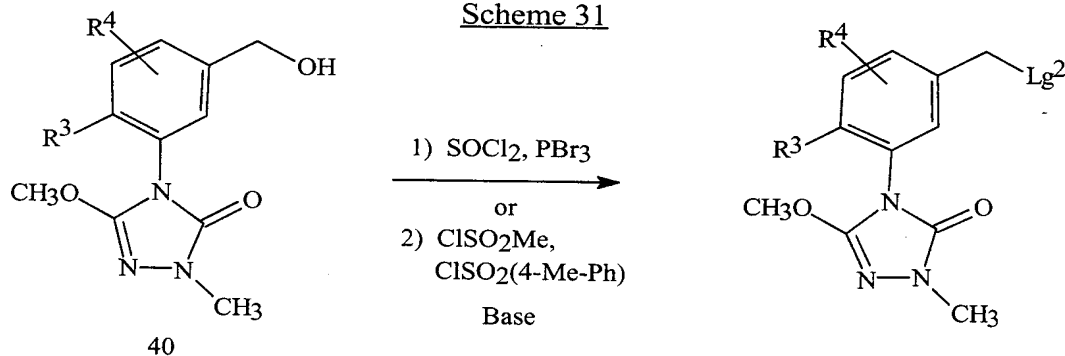 Scheme 31
R4
OH
R3
N
CH3O
O
N
N
CH3
40
1) SOCl2, PBr3
or
2) ClSO2Me,
ClSO2(4-Me-Ph)
Base
R4
Lg2
R3
N
CH3O
O
N
N
CH3